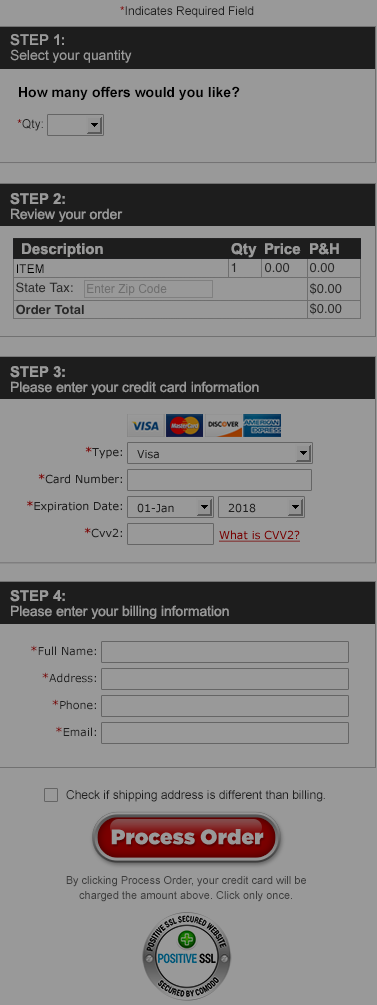 *Indicates Required Field
STEP 1:
Select your quantity
How many offers would you like?
*Qty:
STEP 2:
Review your order
Description Qty Price P&H
ITEM 1 0.00 0.00
State Tax: Enter Zip Code $0.00
Order Total $0.00
STEP 3:
Please enter your credit card information
VISA MasterCard DISCOVER AMERICAN EXPRESS
*Type: Visa
*Card Number:
*Expiration Date: 01-Jan 2018
*Cvv2: What is CVV2?
STEP 4:
Please enter your billing information
*Full Name:
*Address:
*Phone:
*Email:
Check if shipping address is different than billing.
Process Order
By clicking Process Order, your credit card will be
charged the amount above. Click only once.
POSITIVE SSL SECURED WEBSITE
POSITIVE SSL
SECURED BY COMODO